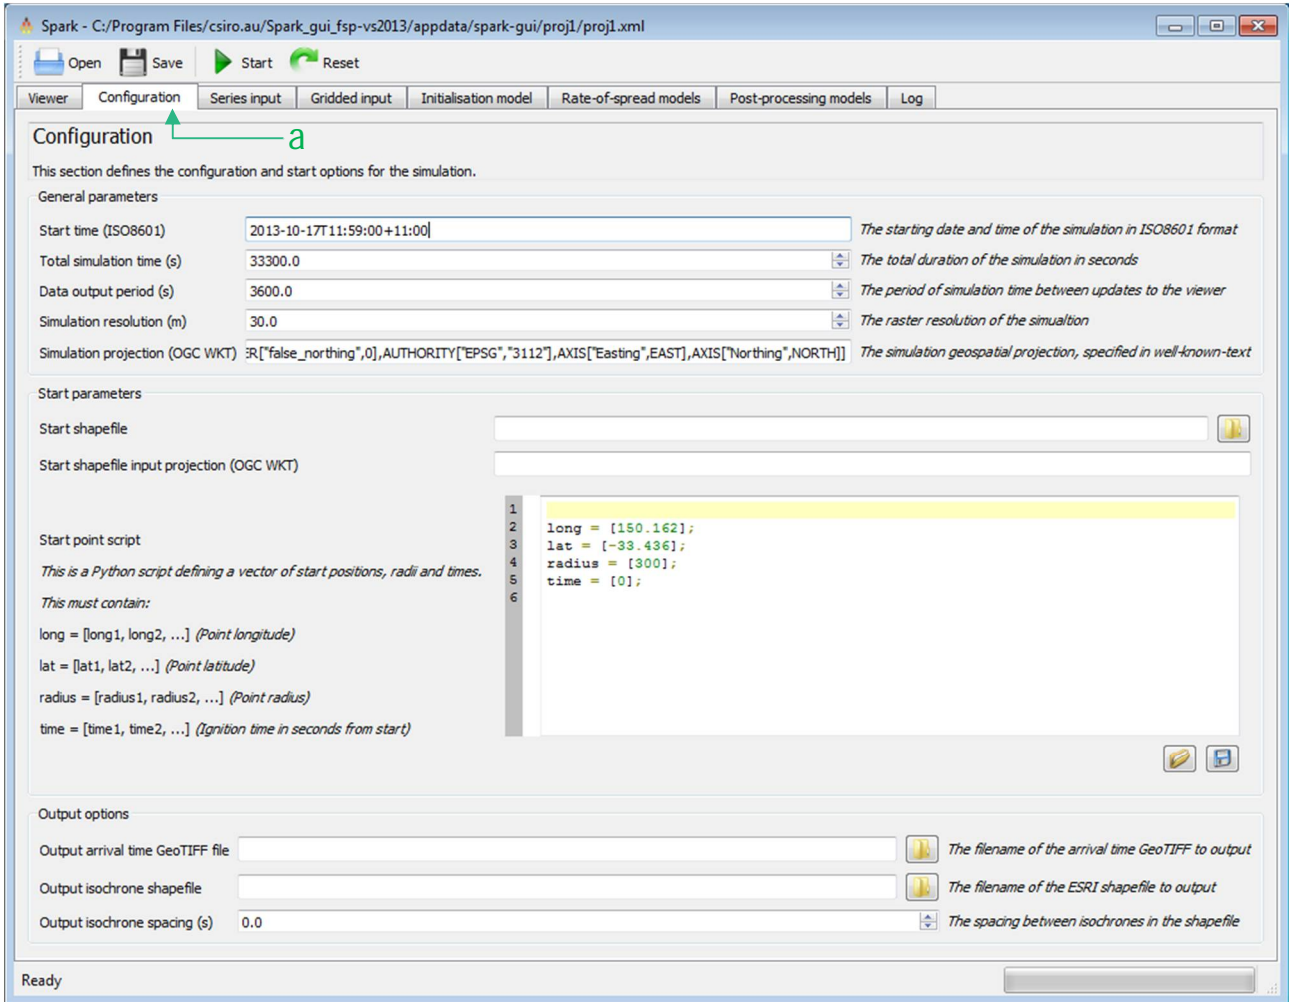 Spark - C:/Program Files/csiro.au/Spark_gui_fsp-vs2013/appdata/spark-gui/proj1/proj1.xml
Open Save Start Reset
Viewer Configuration Series input Gridded input Initialisation model Rate-of-spread models Post-processing models Log
Configuration
a
This section defines the configuration and start options for the simulation.
General parameters
Start time (ISO8601) 2013-10-17T11:59:00+11:00 The starting date and time of the simulation in ISO8601 format
Total simulation time (s) 33300.0 The total duration of the simulation in seconds
Data output period (s) 3600.0 The period of simulation time between updates to the viewer
Simulation resolution (m) 30.0 The raster resolution of the simualtion
Simulation projection (OGC WKT) ER["false_northing",0],AUTHORITY["EPSG","3112"],AXIS["Easting",EAST],AXIS["Northing",NORTH]] The simulation geospatial projection, specified in well-known-text
Start parameters
Start shapefile
Start shapefile input projection (OGC WKT)
1
2 long = [150.162];
3 lat = [-33.436];
4 radius = [300];
5 time = [0];
6
Start point script
This is a Python script defining a vector of start positions, radii and times.
This must contain:
long = [long1, long2, ...] (Point longitude)
lat = [lat1, lat2, ...] (Point latitude)
radius = [radius1, radius2, ...] (Point radius)
time = [time1, time2, ...] (Ignition time in seconds from start)
Output options
Output arrival time GeoTIFF file The filename of the arrival time GeoTIFF to output
Output isochrone shapefile The filename of the ESRI shapefile to output
Output isochrone spacing (s) 0.0 The spacing between isochrones in the shapefile
Ready